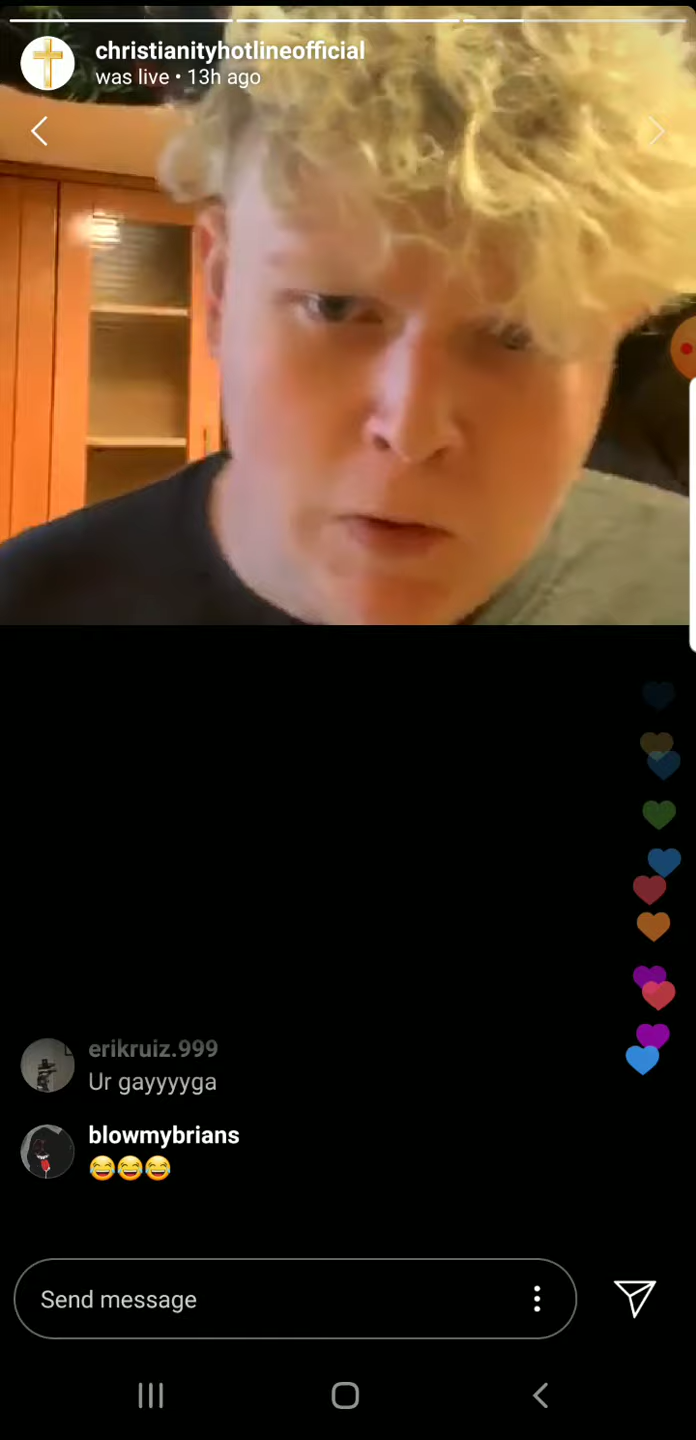 christianityhotlineofficial
was live • 13h ago
erikruiz.999
Ur gayyyyga
blowmybrians
😂😂😂
Send message